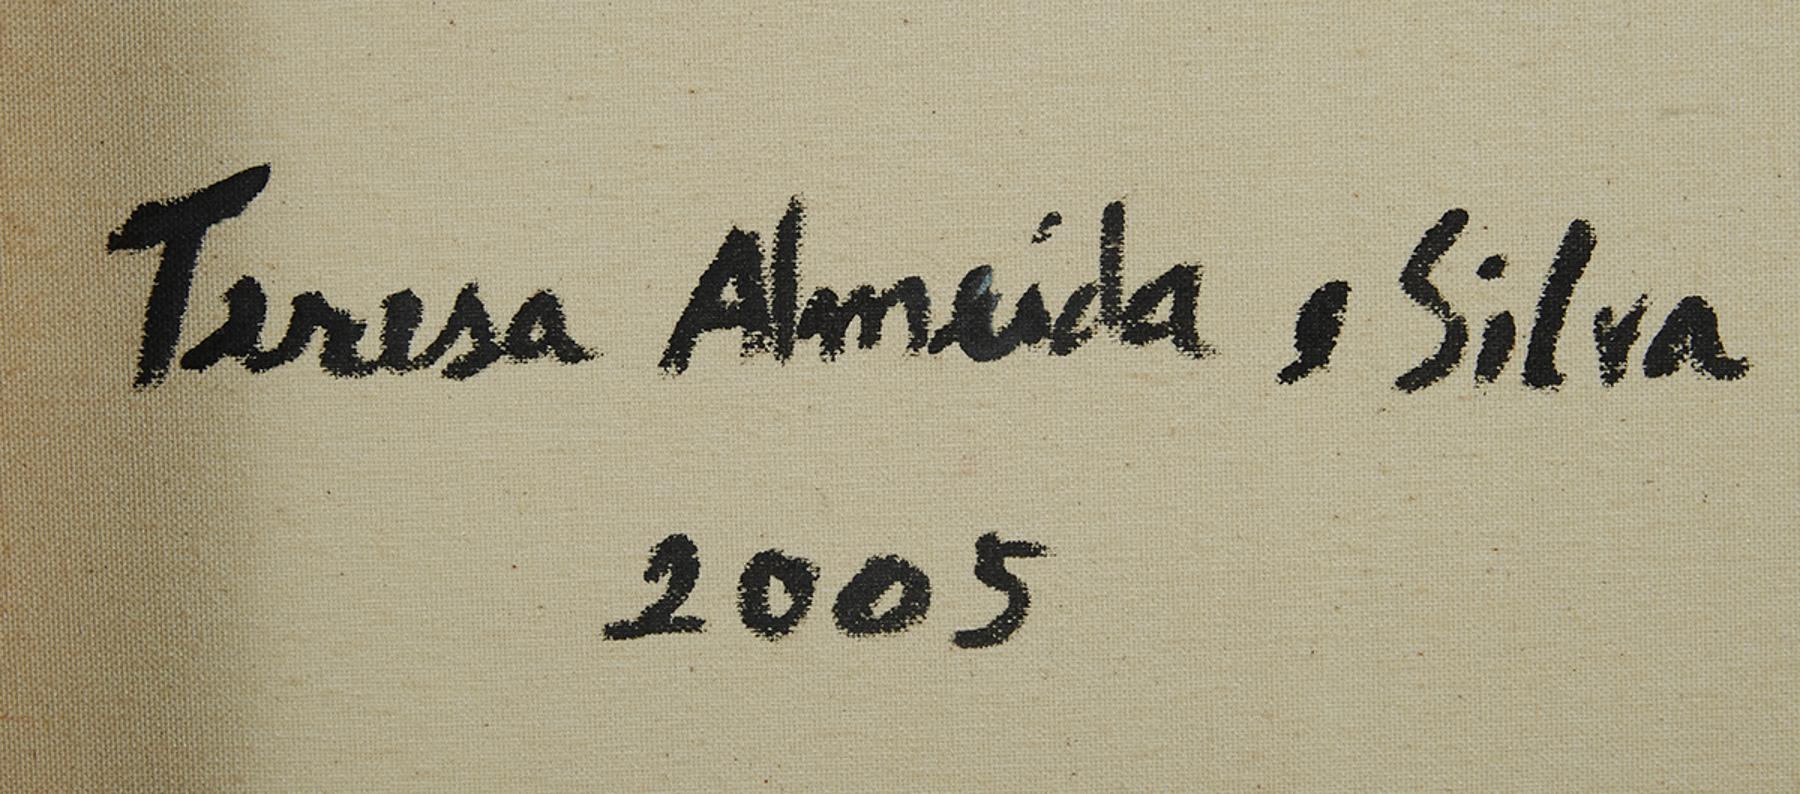 Teresa Almeida e Silva
2005